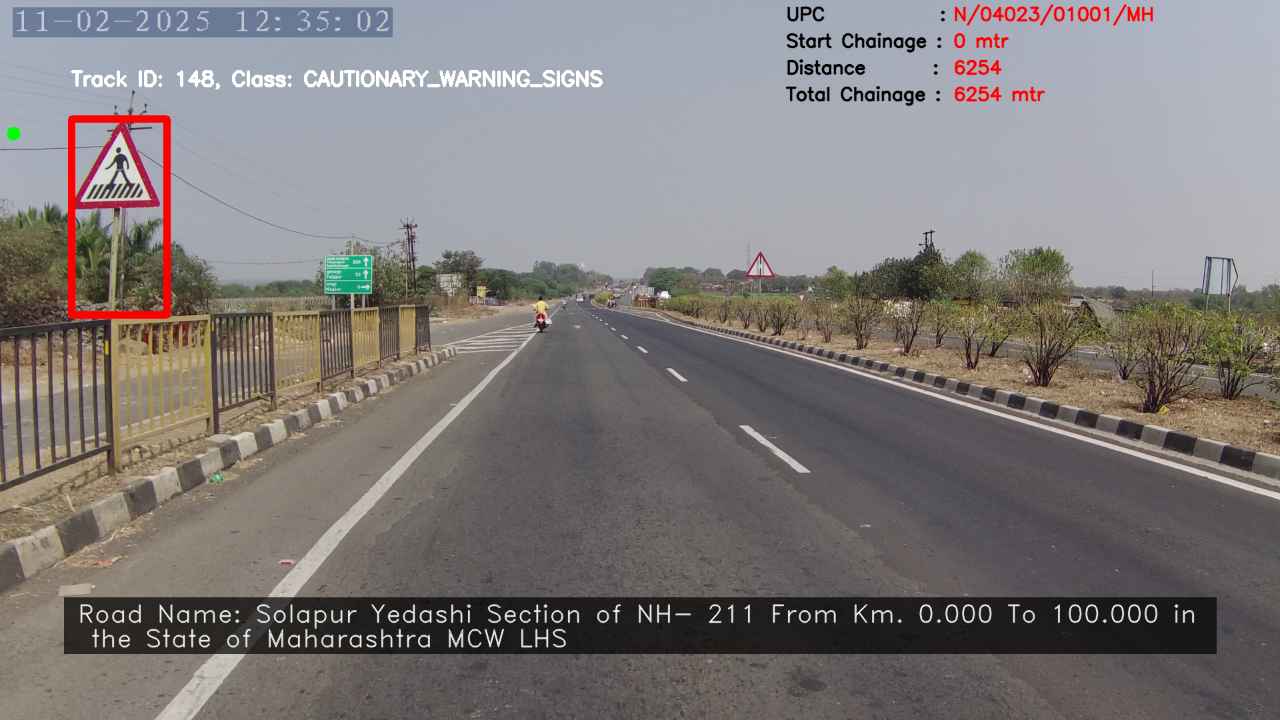 11-02-2025 12:35:02
UPC : N/04023/01001/MH
Start Chainage : 0 mtr
Distance : 6254
Total Chainage : 6254 mtr
Track ID: 148, Class: CAUTIONARY_WARNING_SIGNS
Road Name: Solapur Yedashi Section of NH- 211 From Km. 0.000 To 100.000 in
the State of Maharashtra MCW LHS